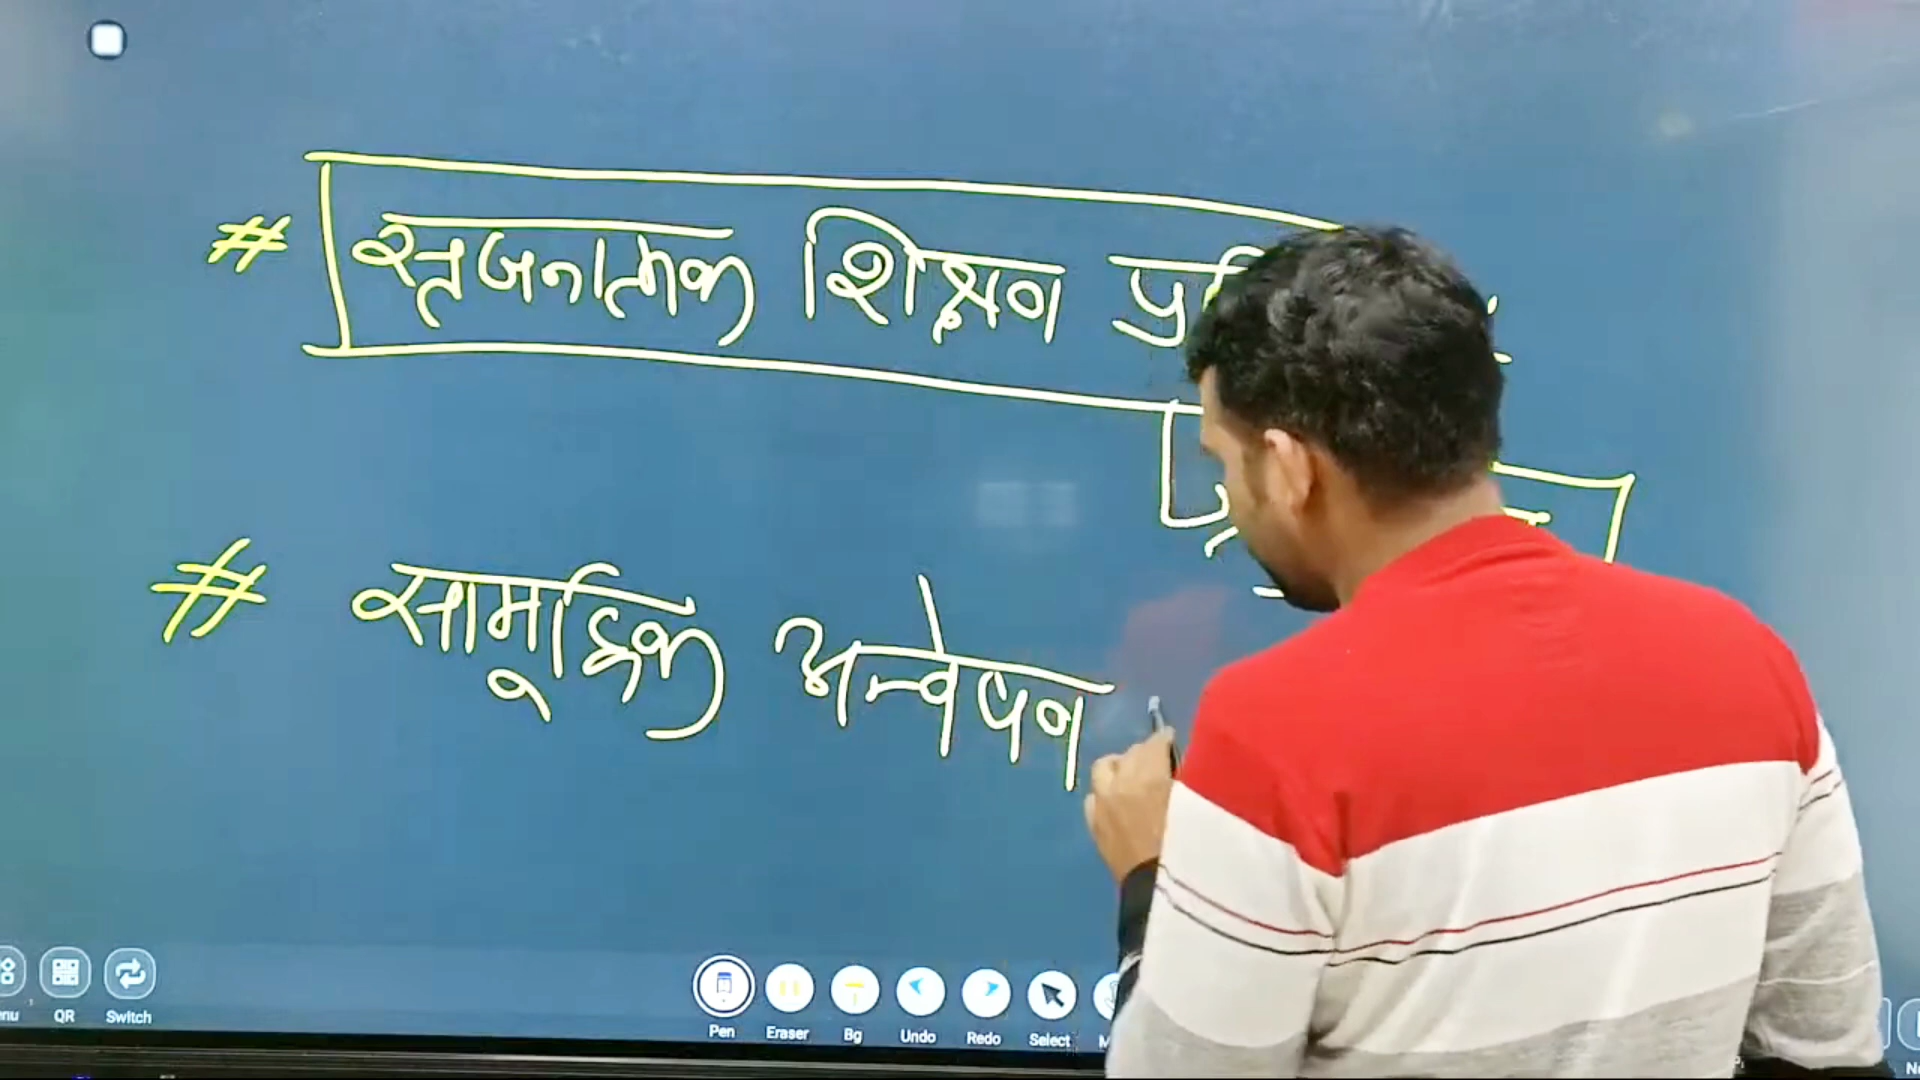 # सृजनात्मक शिक्षण
# सामूहिक अन्वेषण
QR Switch Pen Eraser Bg Undo Redo Select